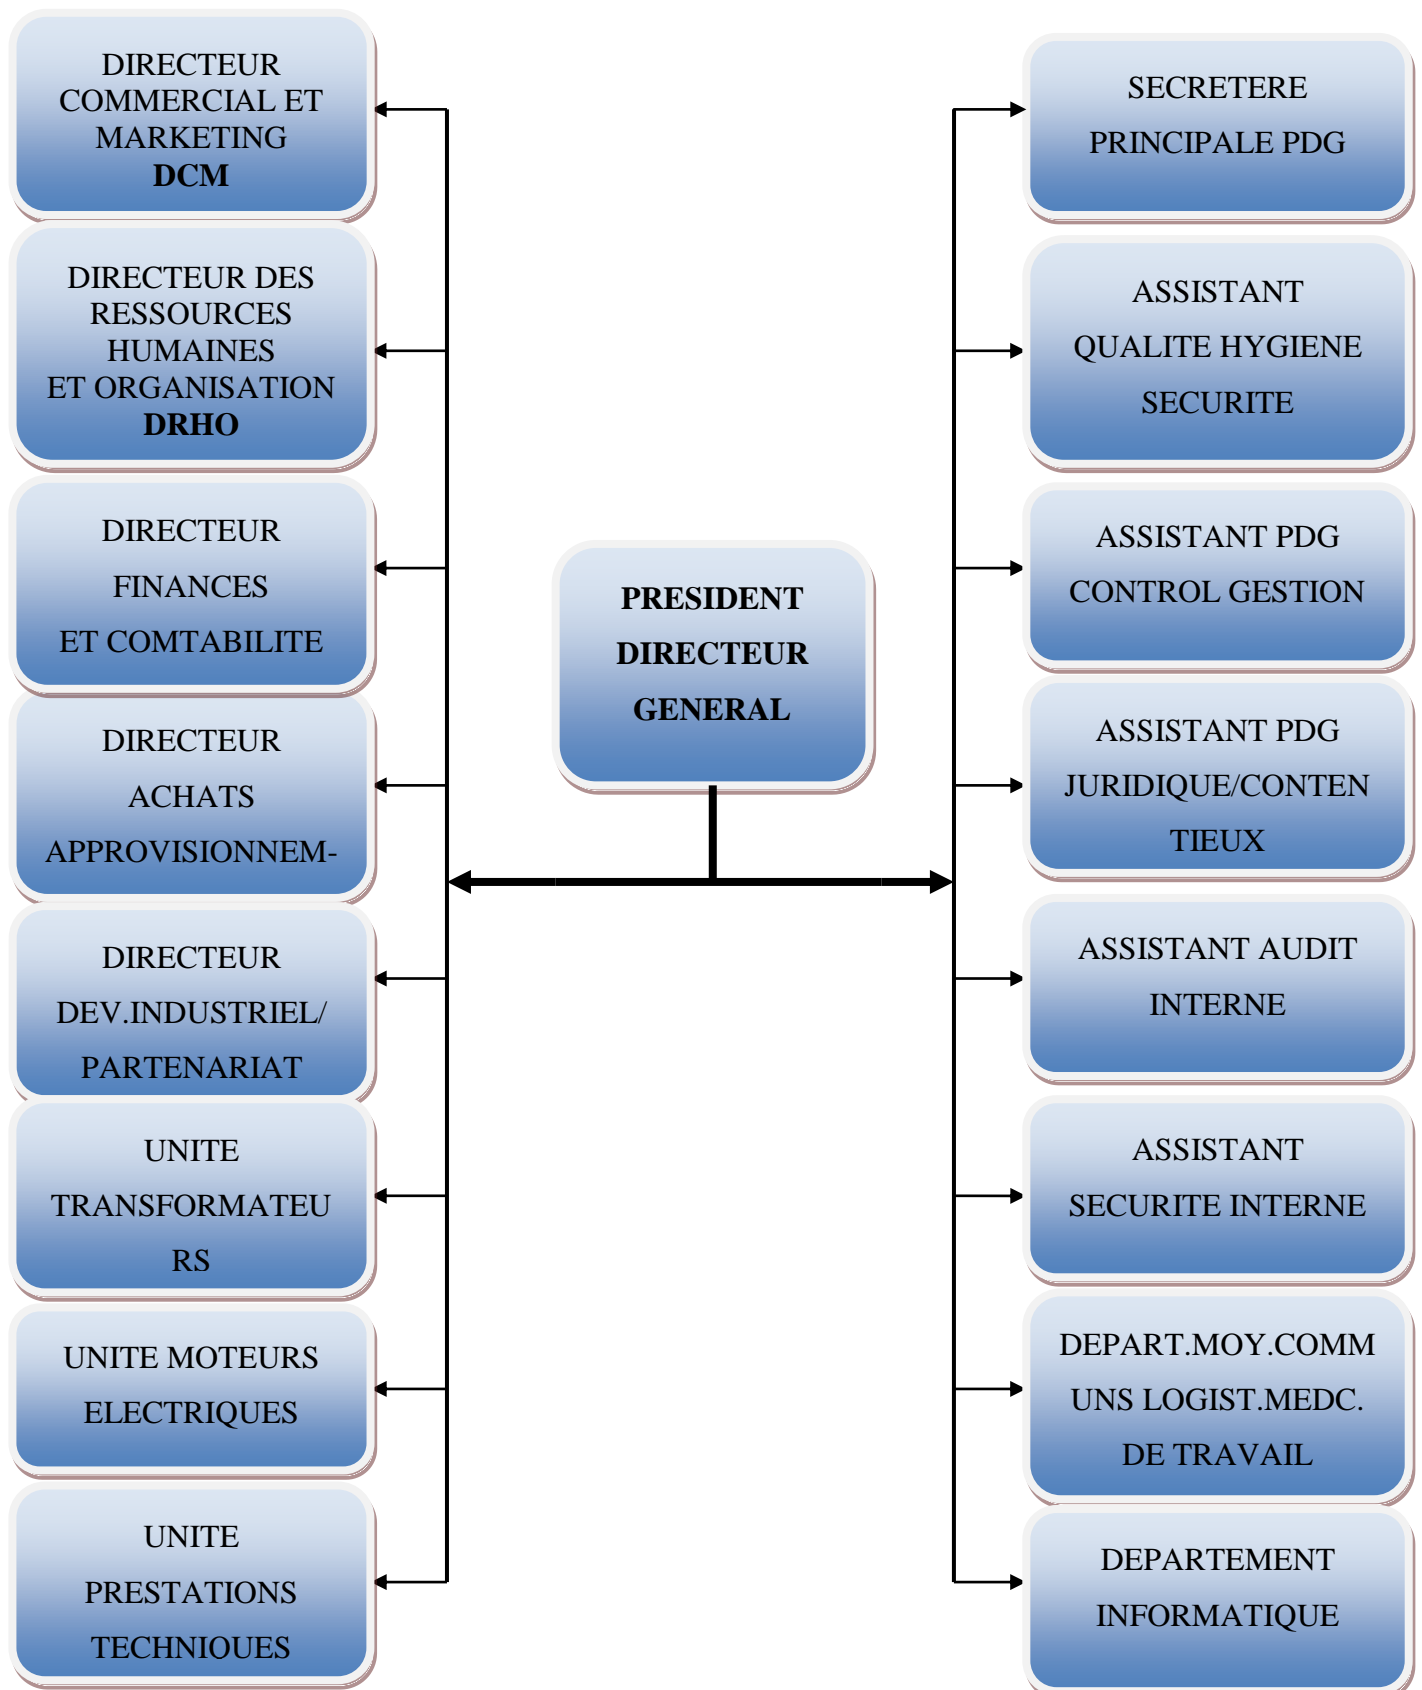 DIRECTEUR
COMMERCIAL ET
MARKETING
DCM
DIRECTEUR DES
RESSOURCES
HUMAINES
ET ORGANISATION
DRHO
DIRECTEUR
FINANCES
ET COMTABILITE
DIRECTEUR
ACHATS
APPROVISIONNEM-
DIRECTEUR
DEV.INDUSTRIEL/
PARTENARIAT
UNITE
TRANSFORMATEU
RS
UNITE MOTEURS
ELECTRIQUES
UNITE
PRESTATIONS
TECHNIQUES
PRESIDENT
DIRECTEUR
GENERAL
SECRETERE
PRINCIPALE PDG
ASSISTANT
QUALITE HYGIENE
SECURITE
ASSISTANT PDG
CONTROL GESTION
ASSISTANT PDG
JURIDIQUE/CONTEN
TIEUX
ASSISTANT AUDIT
INTERNE
ASSISTANT
SECURITE INTERNE
DEPART.MOY.COMM
UNS LOGIST.MEDC.
DE TRAVAIL
DEPARTEMENT
INFORMATIQUE